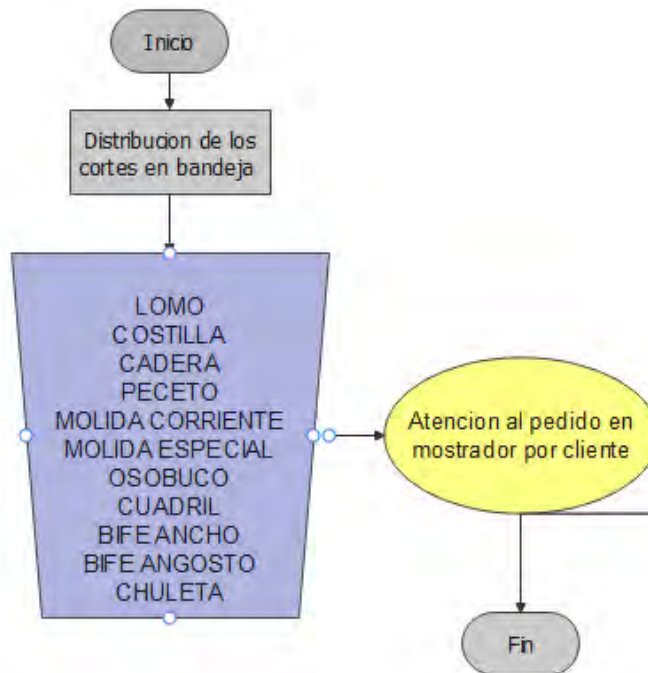 Inicio
Distribucion de los
cortes en bandeja
LOMO
COSTILLA
CADERA
PECETO
MOLIDA CORRIENTE
MOLIDA ESPECIAL
OSOBUCO
CUADRIL
BIFE ANCHO
BIFE ANGOSTO
CHULETA
Atencion al pedido en
mostrador por cliente
Fin